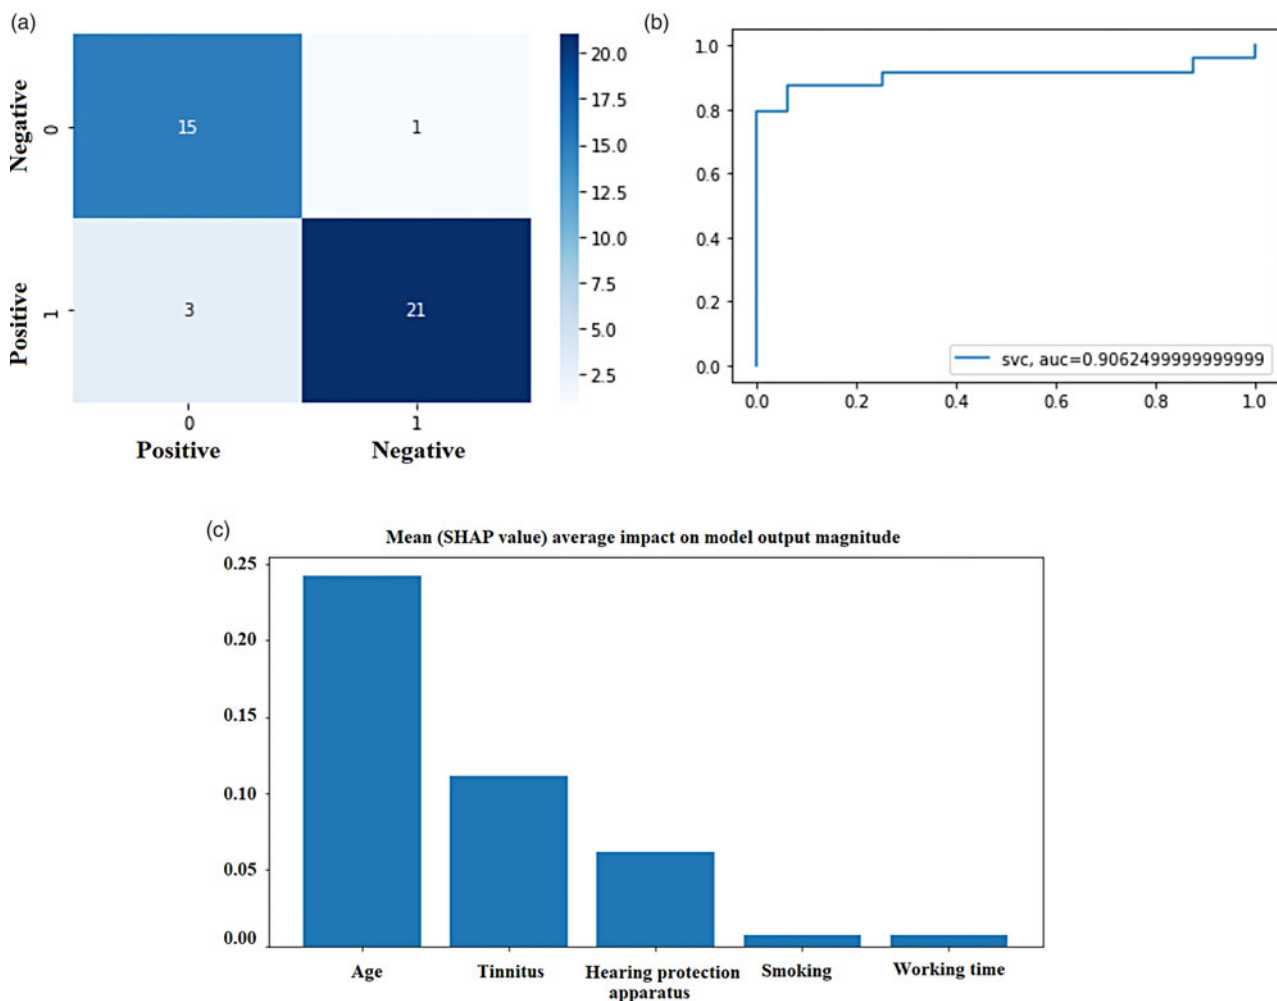 (a)
Negative
0
15
1
Positive
1
3
21
0
1
Positive
Negative
20.0
17.5
15.0
12.5
10.0
7.5
5.0
2.5
(b)
1.0
0.8
0.6
0.4
0.2
0.0
svc, auc=0.9062499999999999
0.0 0.2 0.4 0.6 0.8 1.0
(c)
Mean (SHAP value) average impact on model output magnitude
0.25
0.20
0.15
0.10
0.05
0.00
Age
Tinnitus
Hearing protection
apparatus
Smoking
Working time